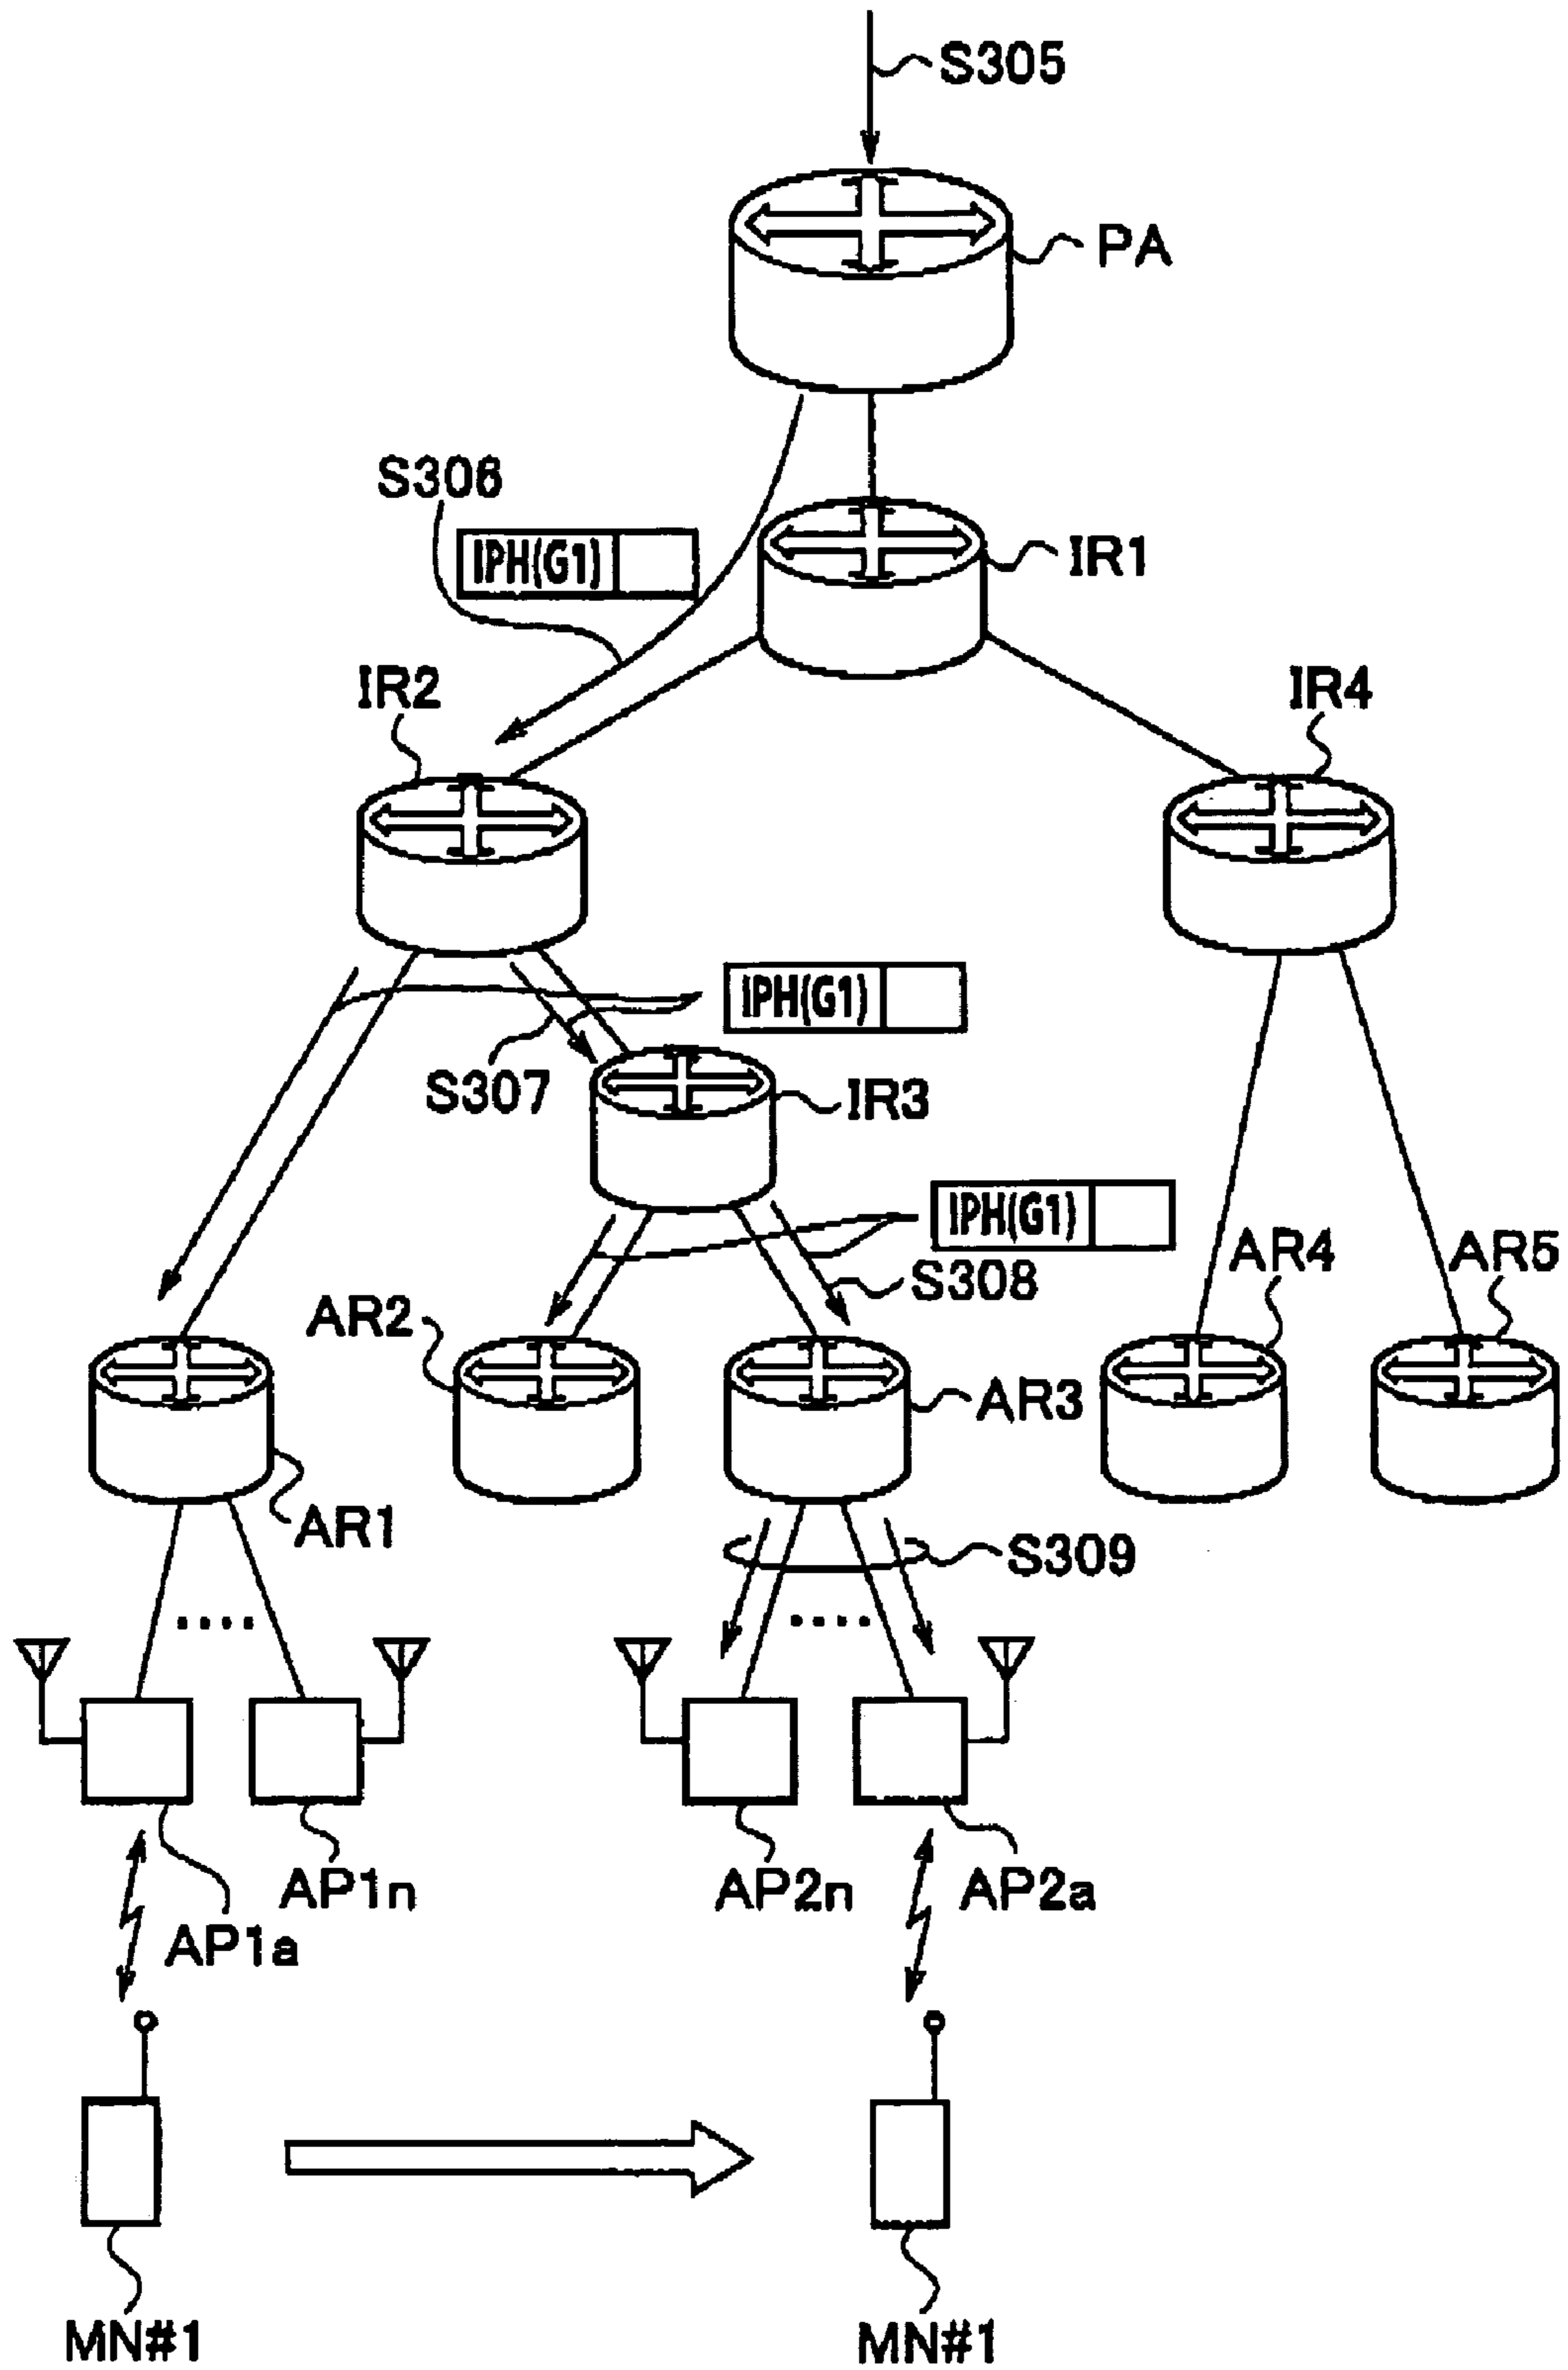 S305
PA
S306
IPH(G1)
IR1
IR2
IR4
IPH(G1)
S307
IR3
IPH(G1)
S308
AR4
AR5
AR2
AR3
AR1
S309
AP1n
AP2n
AP2a
AP1a
MN#1
MN#1